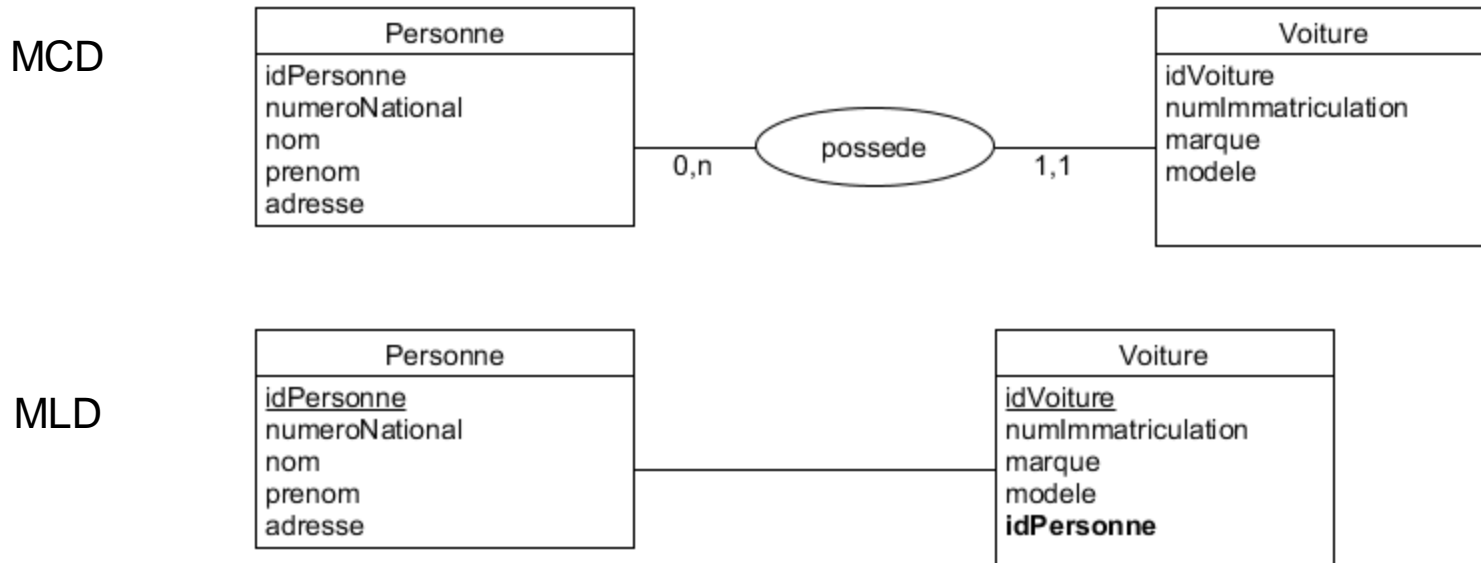 MCD
Personne
idPersonne
numeroNational
nom
prenom
adresse
0,n
possede
1,1
Voiture
idVoiture
numImmatriculation
marque
modele
MLD
Personne
idPersonne
numeroNational
nom
prenom
adresse
Voiture
idVoiture
numImmatriculation
marque
modele
idPersonne